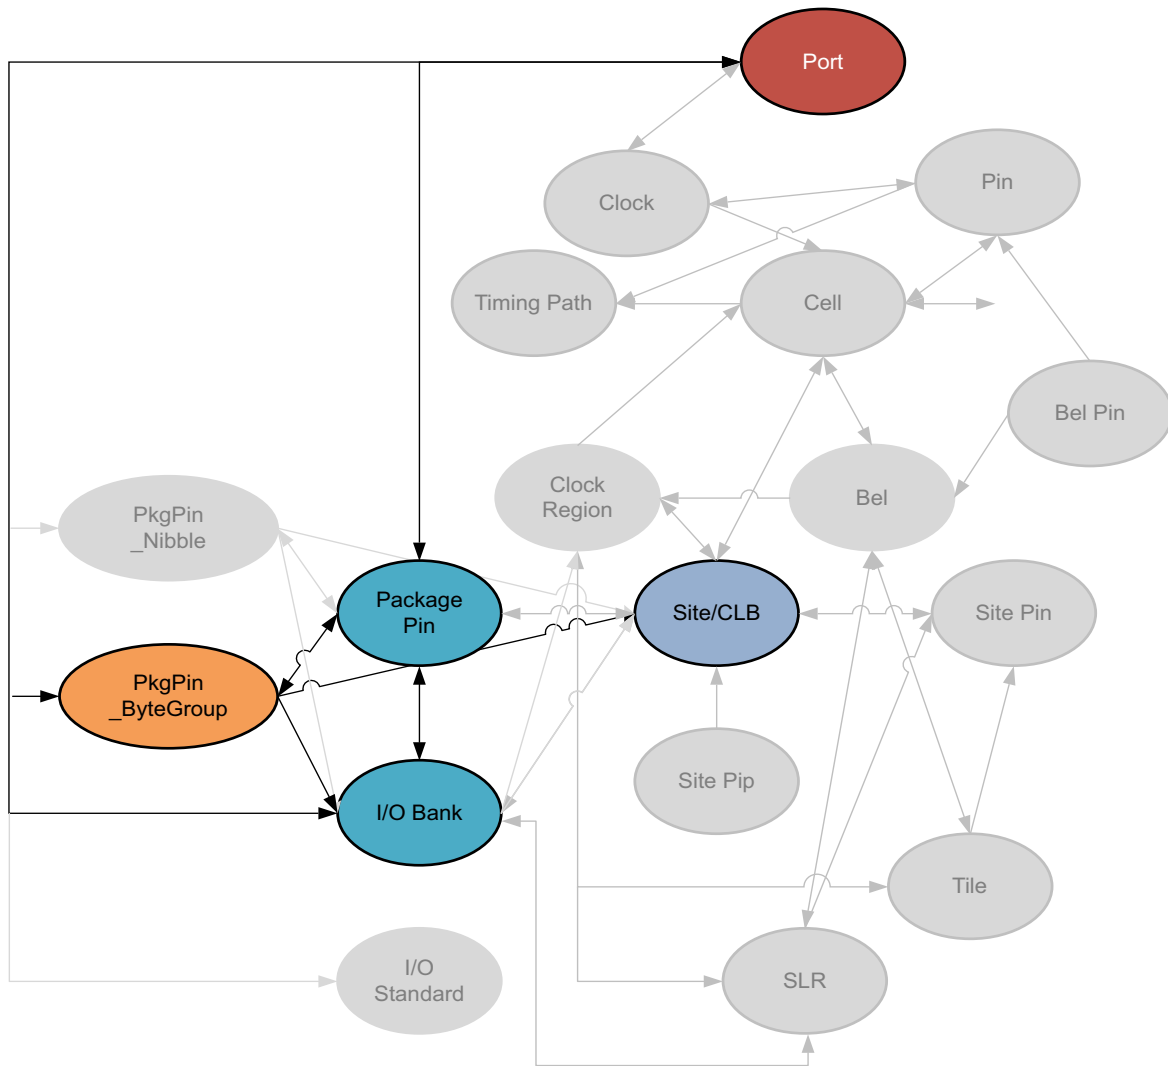 Port
Pin
Clock
Timing Path
Cell
Bel Pin
Clock
Region
Bel
PkgPin
_Nibble
Package
Pin
Site/CLB
Site Pin
PkgPin
_ByteGroup
Site Pip
I/O Bank
Tile
I/O
Standard
SLR